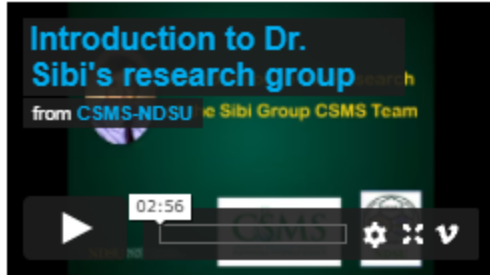 Introduction to Dr.
Sibi's research group
from CSMS-NDSU
Sibi Group CSMS Team
02:56
CSMS